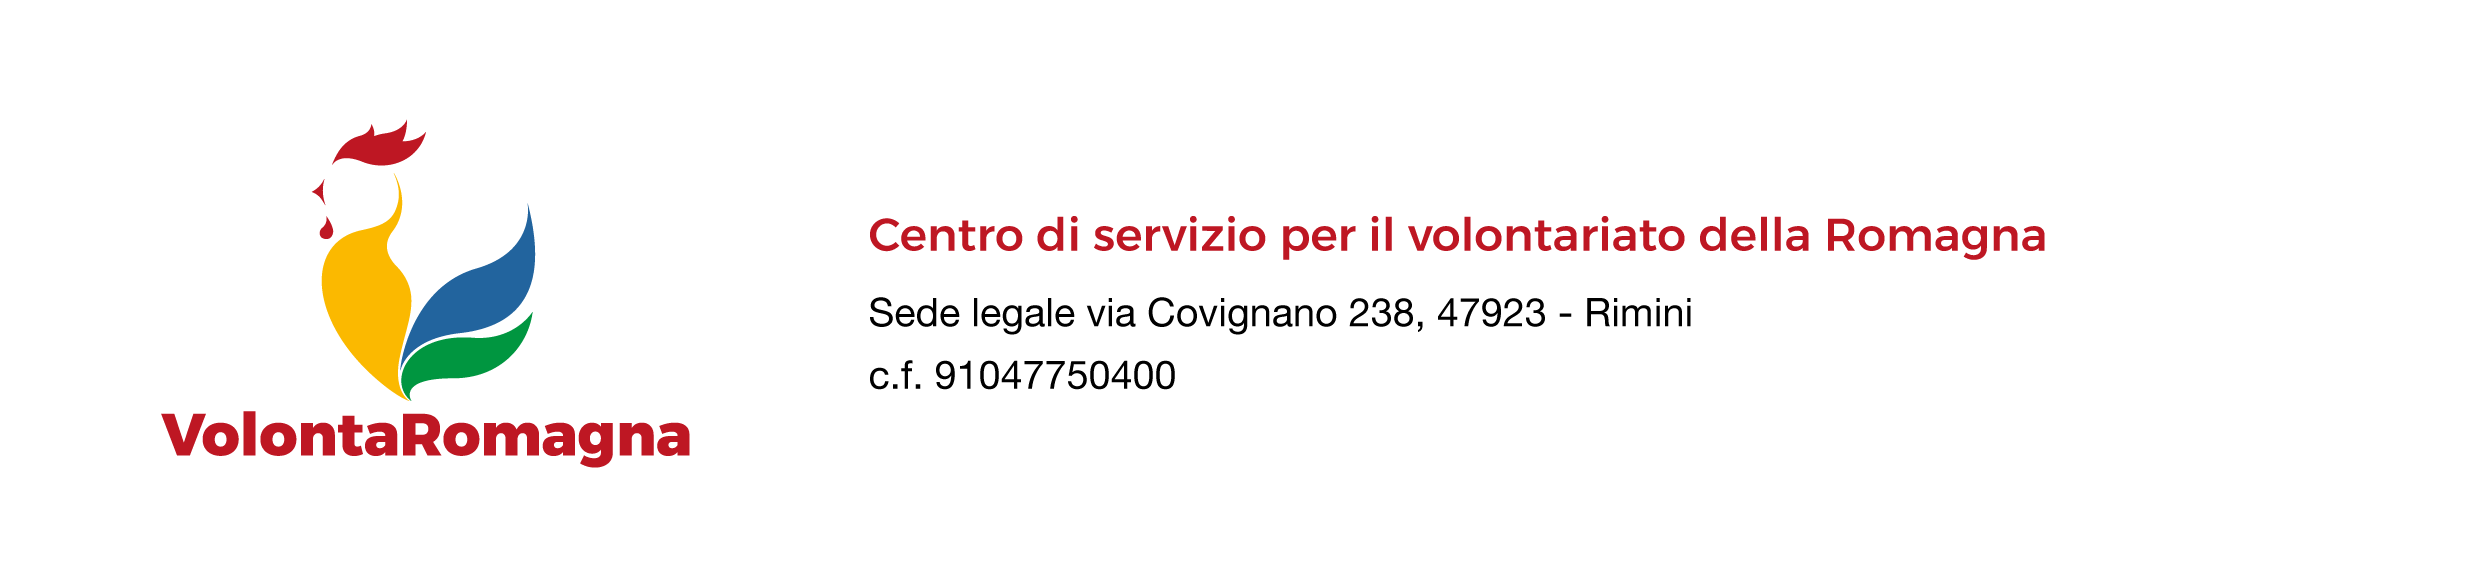 VolontaRomagna
Centro di servizio per il volontariato della Romagna
Sede legale via Covignano 238, 47923 - Rimini
c.f. 91047750400